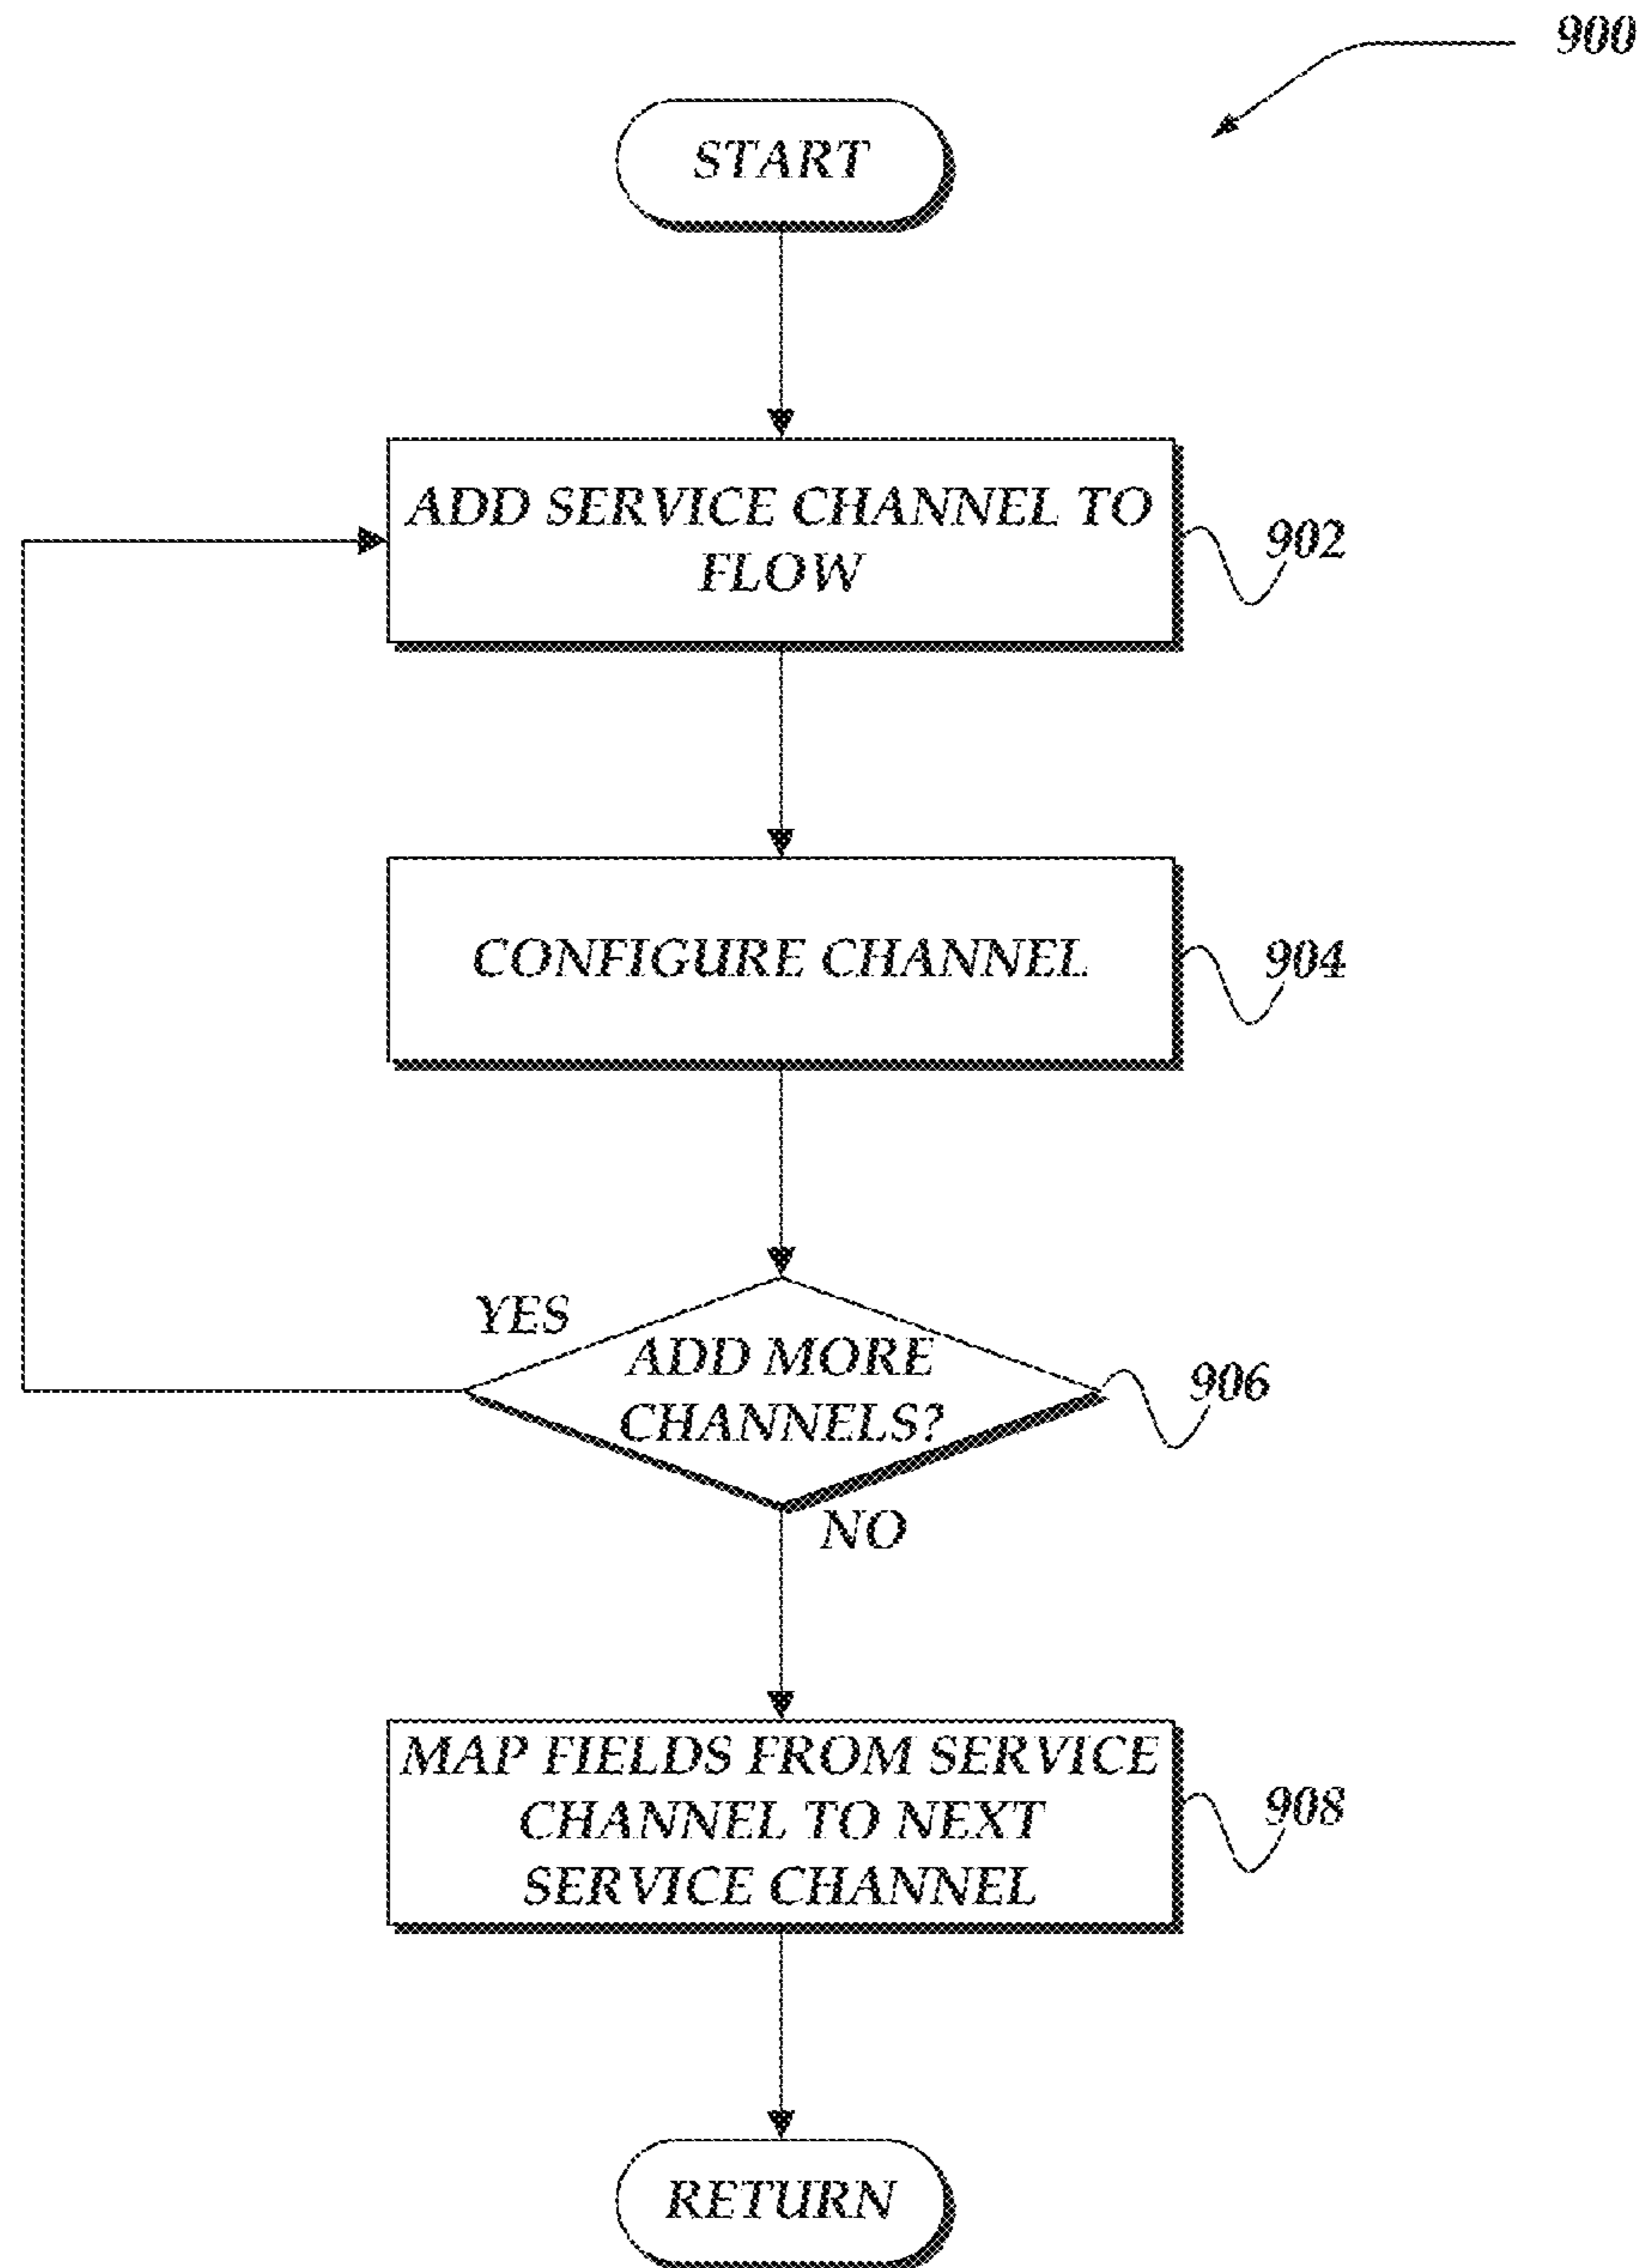 900
START
ADD SERVICE CHANNEL TO
FLOW
902
CONFIGURE CHANNEL
904
YES
ADD MORE
CHANNELS?
906
NO
MAP FIELDS FROM SERVICE
CHANNEL TO NEXT
SERVICE CHANNEL
908
RETURN